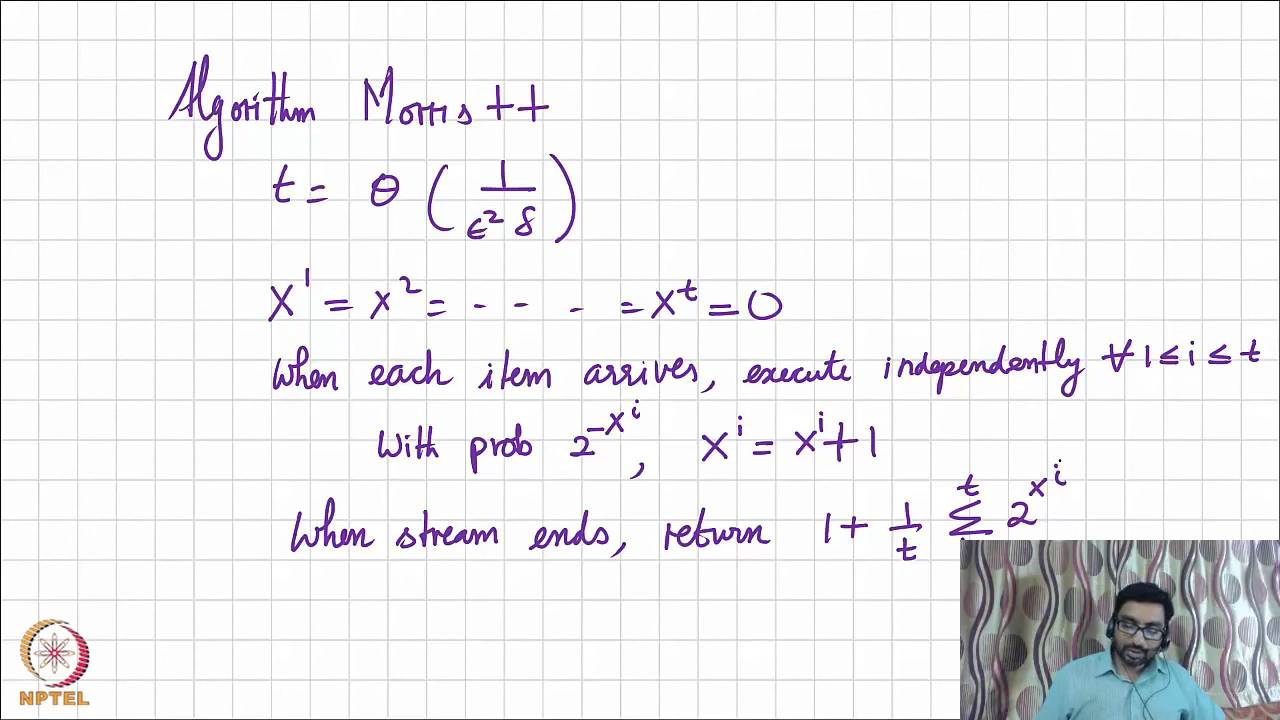 Algorithm Morris ++
t = θ ( 1 / ϵ² δ )
X¹ = X² = - - - - = Xᵗ = 0
When each item arrives, execute independently ∀ 1 ≤ i ≤ t
With prob 2^{-Xⁱ}, Xⁱ = Xⁱ + 1
When stream ends, return 1 + 1/t Σ^t 2^{Xⁱ}
NPTEL